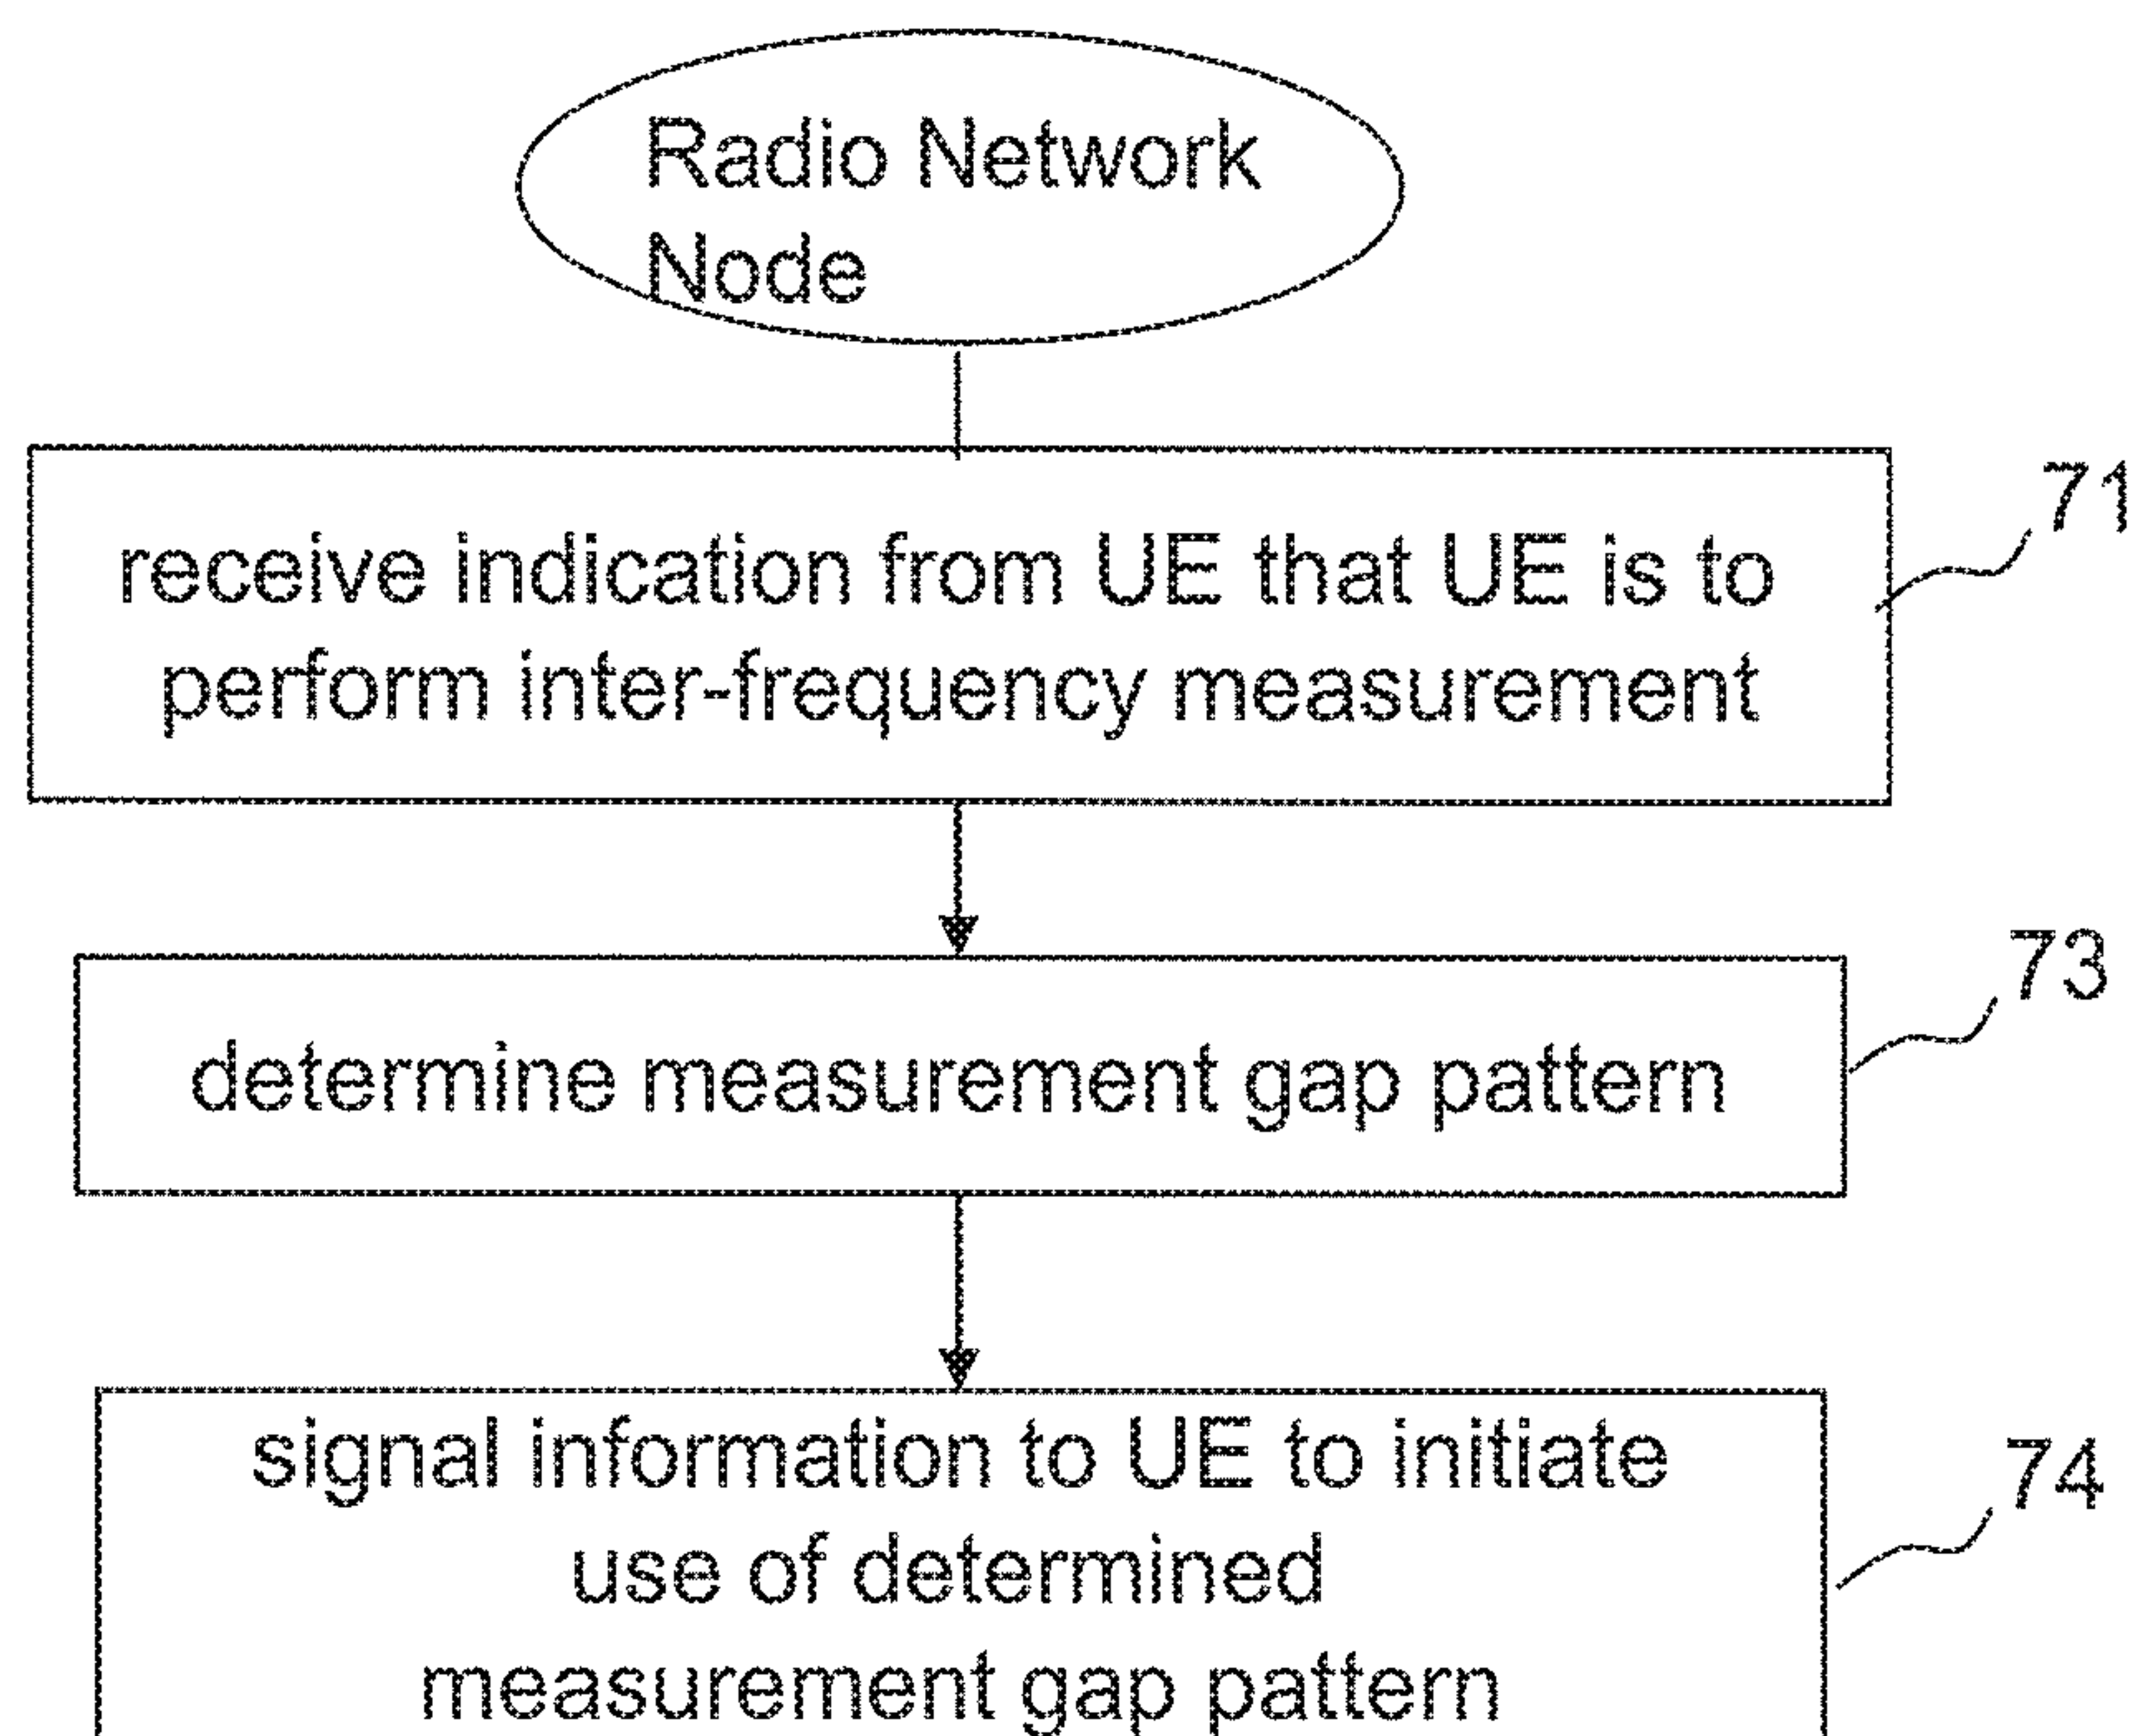 Radio Network
Node
71
receive indication from UE that UE is to
perform inter-frequency measurement
73
determine measurement gap pattern
74
signal information to UE to initiate
use of determined
measurement gap pattern